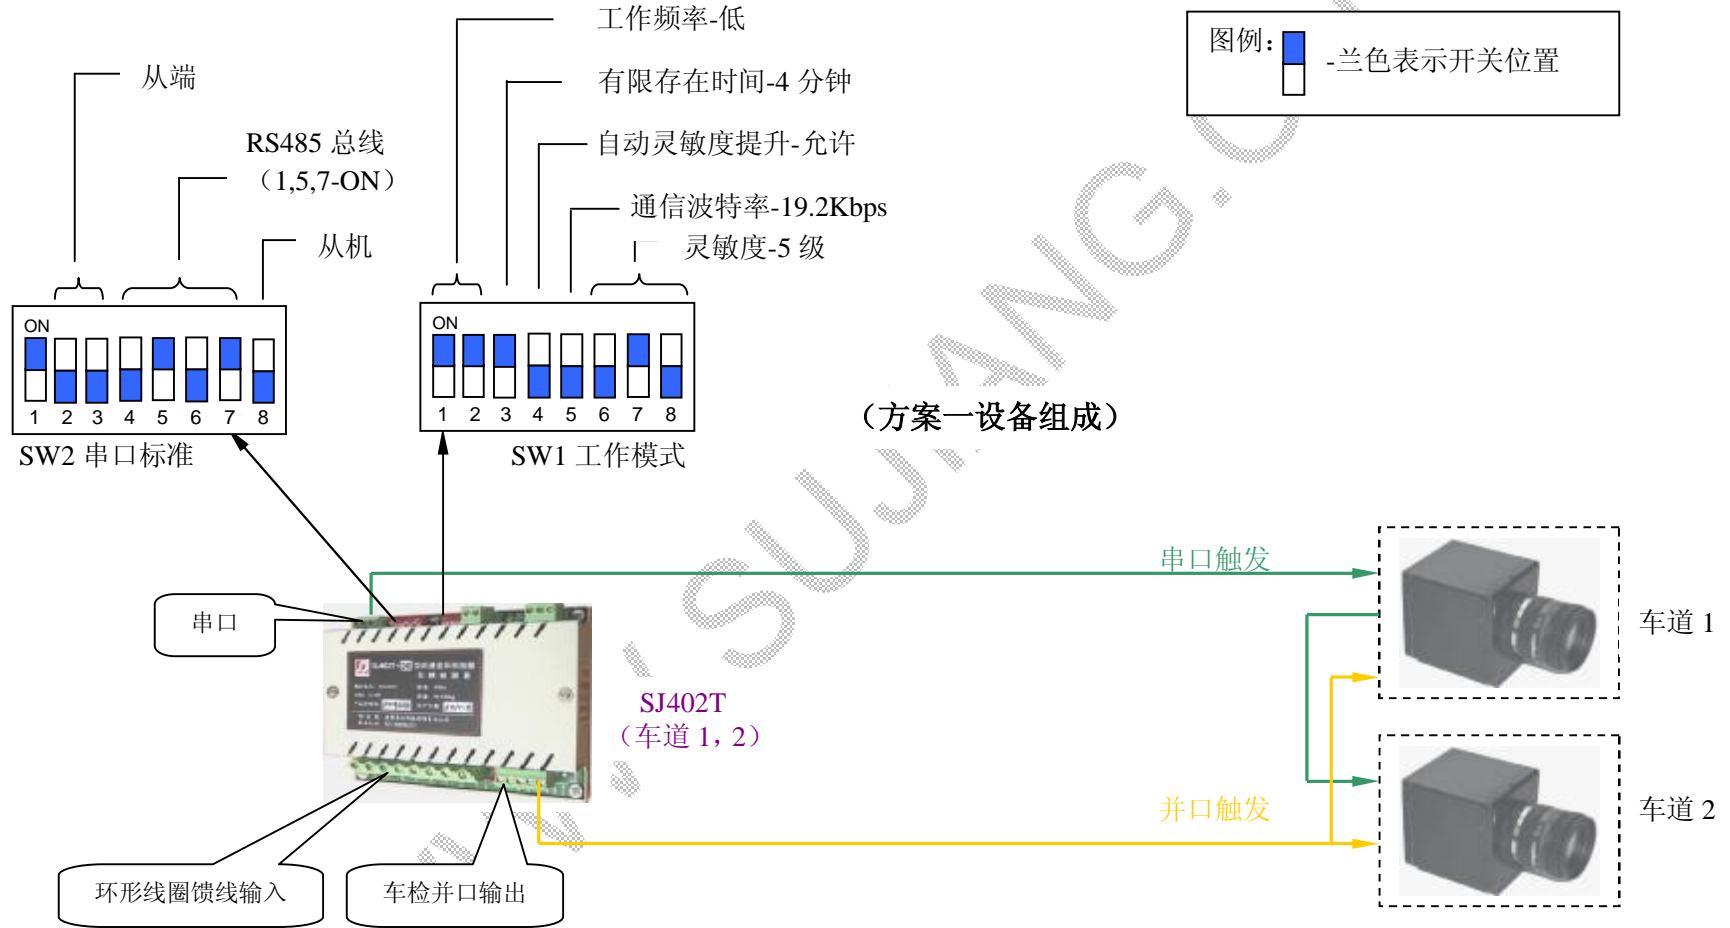 工作频率-低
图例：
-兰色表示开关位置
从端
有限存在时间-4 分钟
RS485 总线
（1,5,7-ON）
自动灵敏度提升-允许
通信波特率-19.2Kbps
从机
灵敏度-5 级
ON
1 2 3 4 5 6 7 8
SW2 串口标准
ON
1 2 3 4 5 6 7 8
SW1 工作模式
（方案一设备组成）
串口触发
串口
车道 1
SJ402T
（车道 1，2）
并口触发
车道 2
环形线圈馈线输入
车检并口输出
SUJIANG.